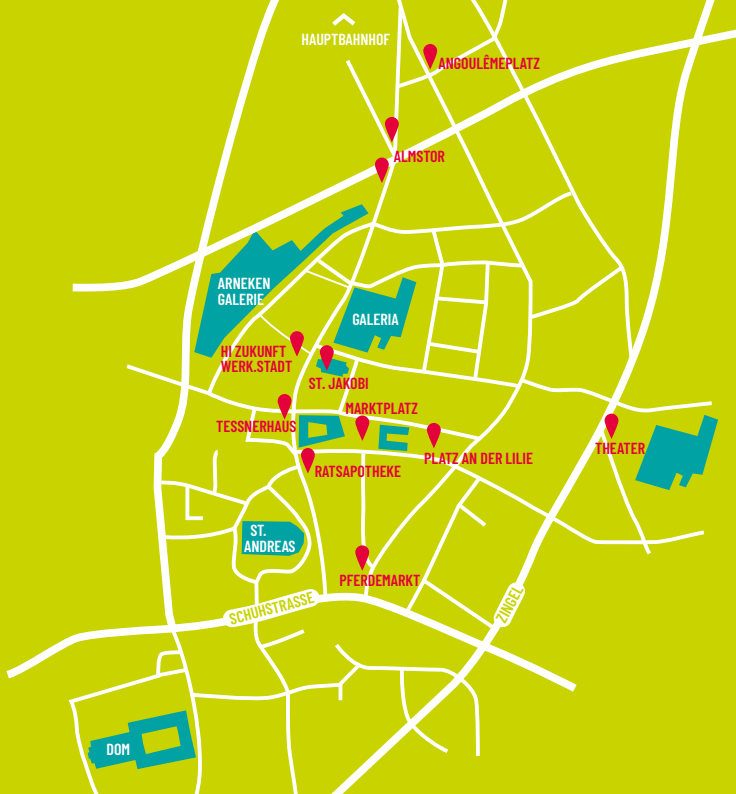 HAUPTBAHNHOF
ANGOULÊMEPLATZ
ALMSTOR
ARNEKEN
GALERIE
GALERIA
HI ZUKUNFT
WERK.STADT
ST. JAKOBI
MARKTPLATZ
TESSNERHAUS
PLATZ AN DER LILIE
THEATER
RATSAPOTHEKE
ST.
ANDREAS
PFERDEMARKT
SCHUHSTRASSE
ZINGEL
DOM